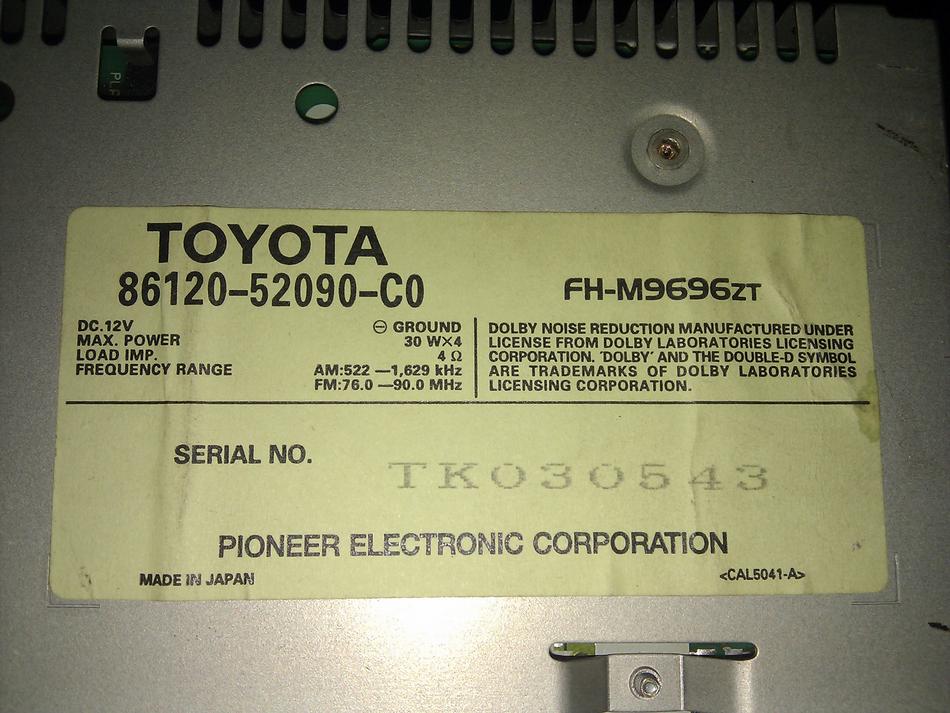 PLF
TOYOTA
86120-52090-C0
FH-M9696ZT
DC.12V ⊖ GROUND
MAX. POWER 30 W×4
LOAD IMP. 4 Ω
FREQUENCY RANGE AM:522 —1,629 kHz
FM:76.0 —90.0 MHz
DOLBY NOISE REDUCTION MANUFACTURED UNDER
LICENSE FROM DOLBY LABORATORIES LICENSING
CORPORATION. 'DOLBY' AND THE DOUBLE-D SYMBOL
ARE TRADEMARKS OF DOLBY LABORATORIES
LICENSING CORPORATION.
SERIAL NO. TK030543
PIONEER ELECTRONIC CORPORATION
MADE IN JAPAN <CAL5041-A>